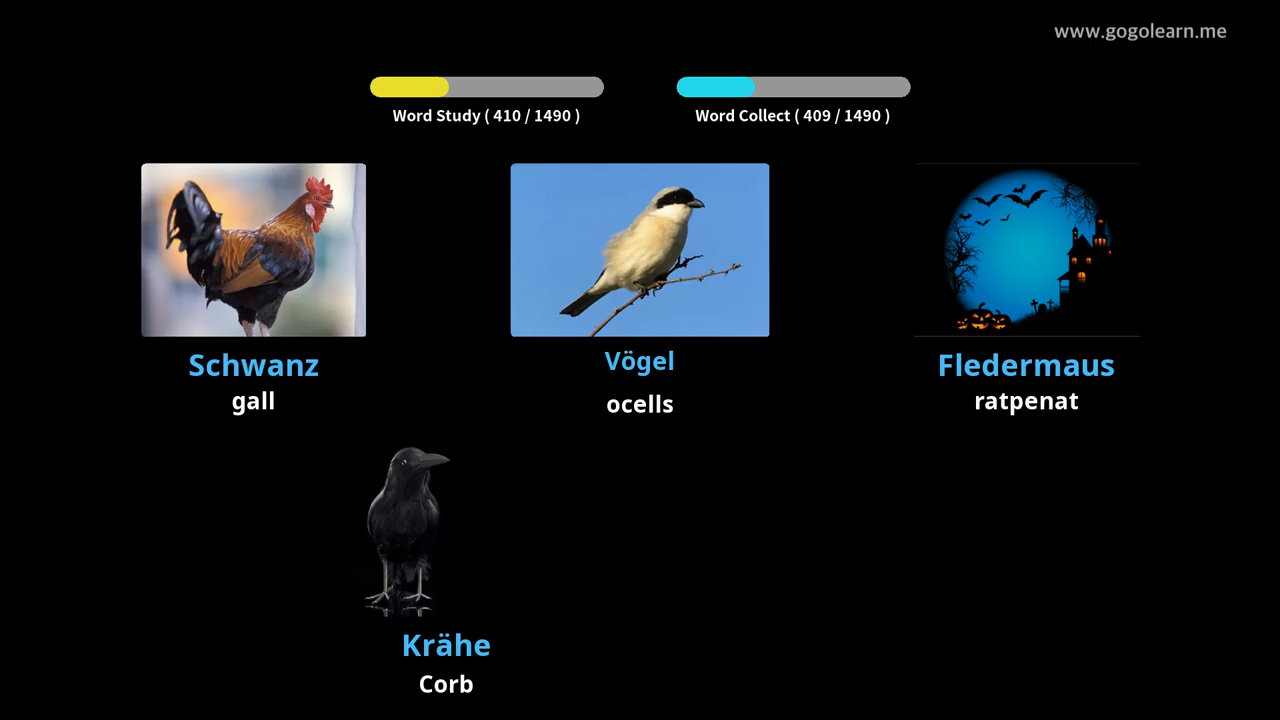 www.gogolearn.me
Word Study ( 410 / 1490 )
Word Collect ( 409 / 1490 )
Schwanz
gall
Vögel
ocells
Fledermaus
ratpenat
Krähe
Corb